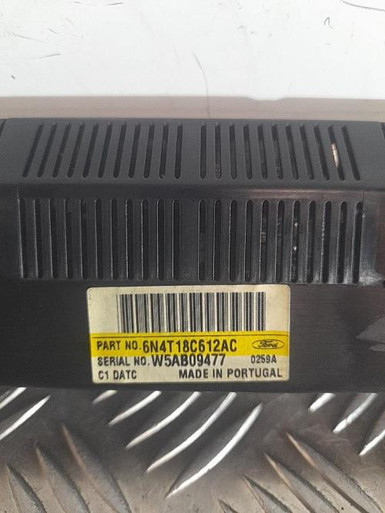 PART NO. 6N4T18C612AC Ford
SERIAL NO. W5AB09477 0259A
C1 DATC MADE IN PORTUGAL